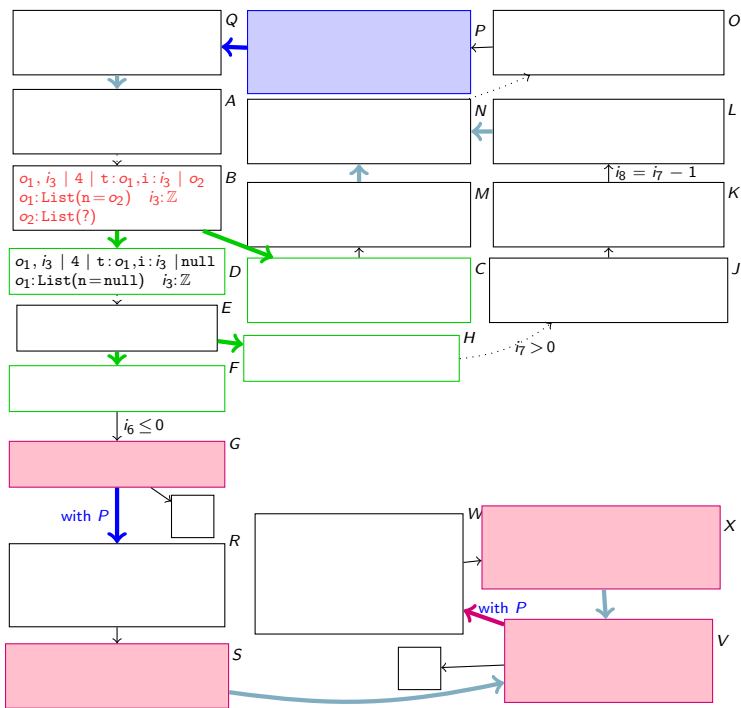 Q
P
O
A
N
L
o₁, i₃ | 4 | t:o₁,i:i₃ | o₂
o₁:List(n=o₂) i₃:ℤ
o₂:List(?)
B
i₈ = i₇ − 1
M
K
o₁, i₃ | 4 | t:o₁,i:i₃ |null
o₁:List(n=null) i₃:ℤ
D
C
J
E
H
i₇ > 0
F
i₆ ≤ 0
G
with P
R
W
X
with P
S
V